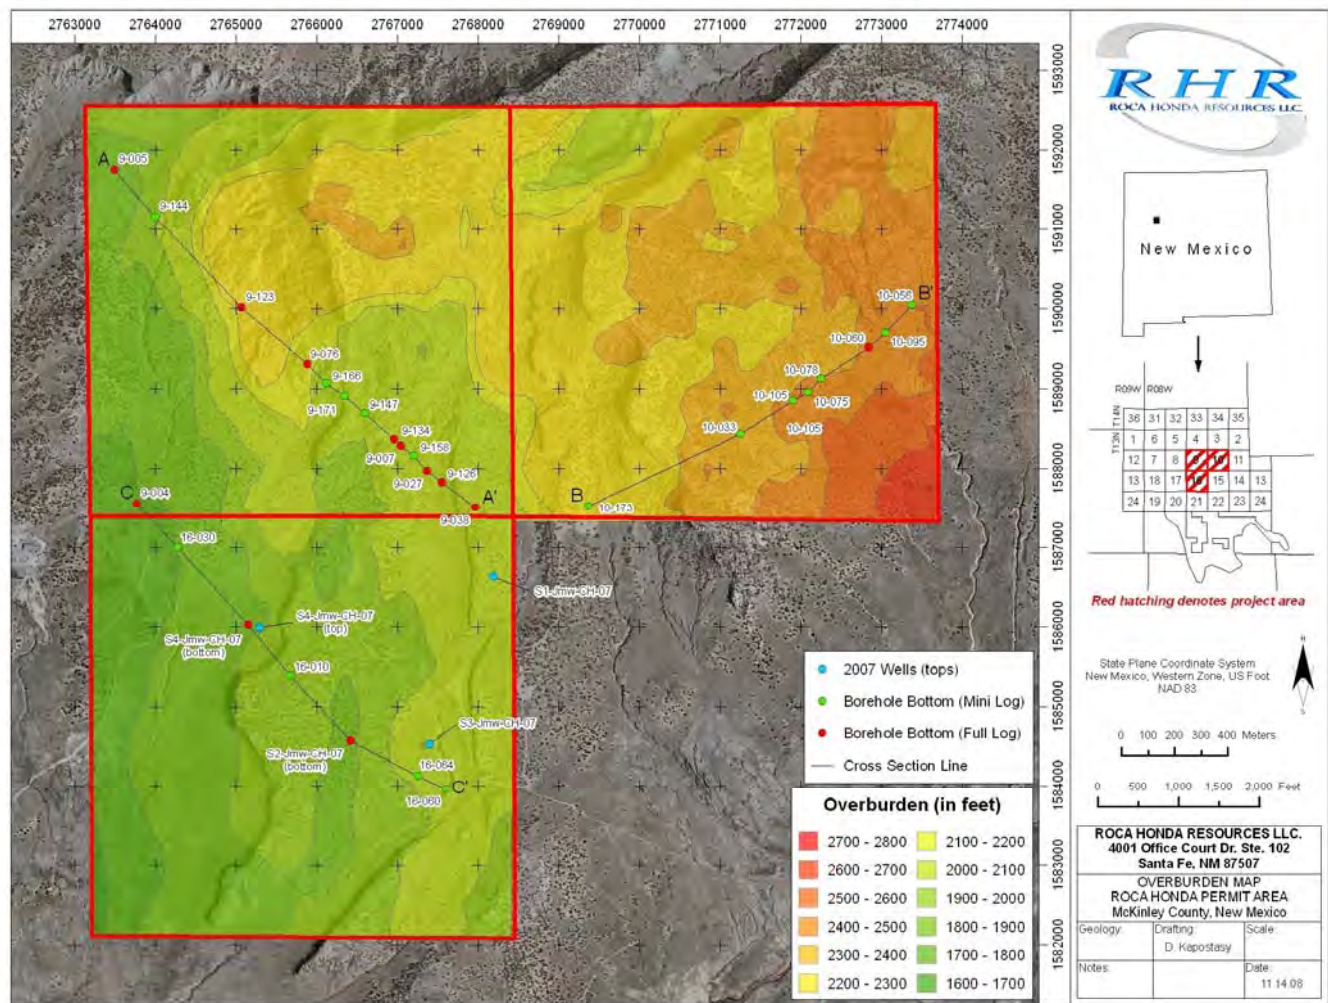 2763000 2764000 2765000 2766000 2767000 2768000 2769000 2770000 2771000 2772000 2773000 2774000
1593000
1592000
1591000
1590000
1589000
1588000
1587000
1586000
1585000
1584000
1583000
1582000
A
9-005
9-144
9-123
9-076
9-166
9-171
9-147
9-134
9-007
9-158
9-027
9-126
A'
9-038
B'
10-056
10-060
10-095
10-078
10-105
10-075
10-033
10-105
B
10-173
C
9-004
16-030
S1-Jmw-CH-07
S4-Jmw-CH-07
(top)
S4-Jmw-CH-07
(bottom)
16-010
S3-Jmw-CH-07
S2-Jmw-CH-07
(bottom)
16-064
C'
16-060
2007 Wells (tops)
Borehole Bottom (Mini Log)
Borehole Bottom (Full Log)
Cross Section Line
Overburden (in feet)
2700 - 2800 2100 - 2200
2600 - 2700 2000 - 2100
2500 - 2600 1900 - 2000
2400 - 2500 1800 - 1900
2300 - 2400 1700 - 1800
2200 - 2300 1600 - 1700
RHR
ROCA HONDA RESOURCES LLC.
New Mexico
R09W R08W
T14N
T13N
36 31 32 33 34 35
1 6 5 4 3 2
12 7 8 9 10 11
13 18 17 16 15 14 13
24 19 20 21 22 23 24
Red hatching denotes project area
State Plane Coordinate System
New Mexico, Western Zone, US Foot
NAD 83
N
S
0 100 200 300 400 Meters
0 500 1,000 1,500 2,000 Feet
ROCA HONDA RESOURCES LLC.
4001 Office Court Dr. Ste. 102
Santa Fe, NM 87507
OVERBURDEN MAP
ROCA HONDA PERMIT AREA
McKinley County, New Mexico
Geology: Drafting: Scale:
D. Kapostasy
Notes: Date:
11.14.08